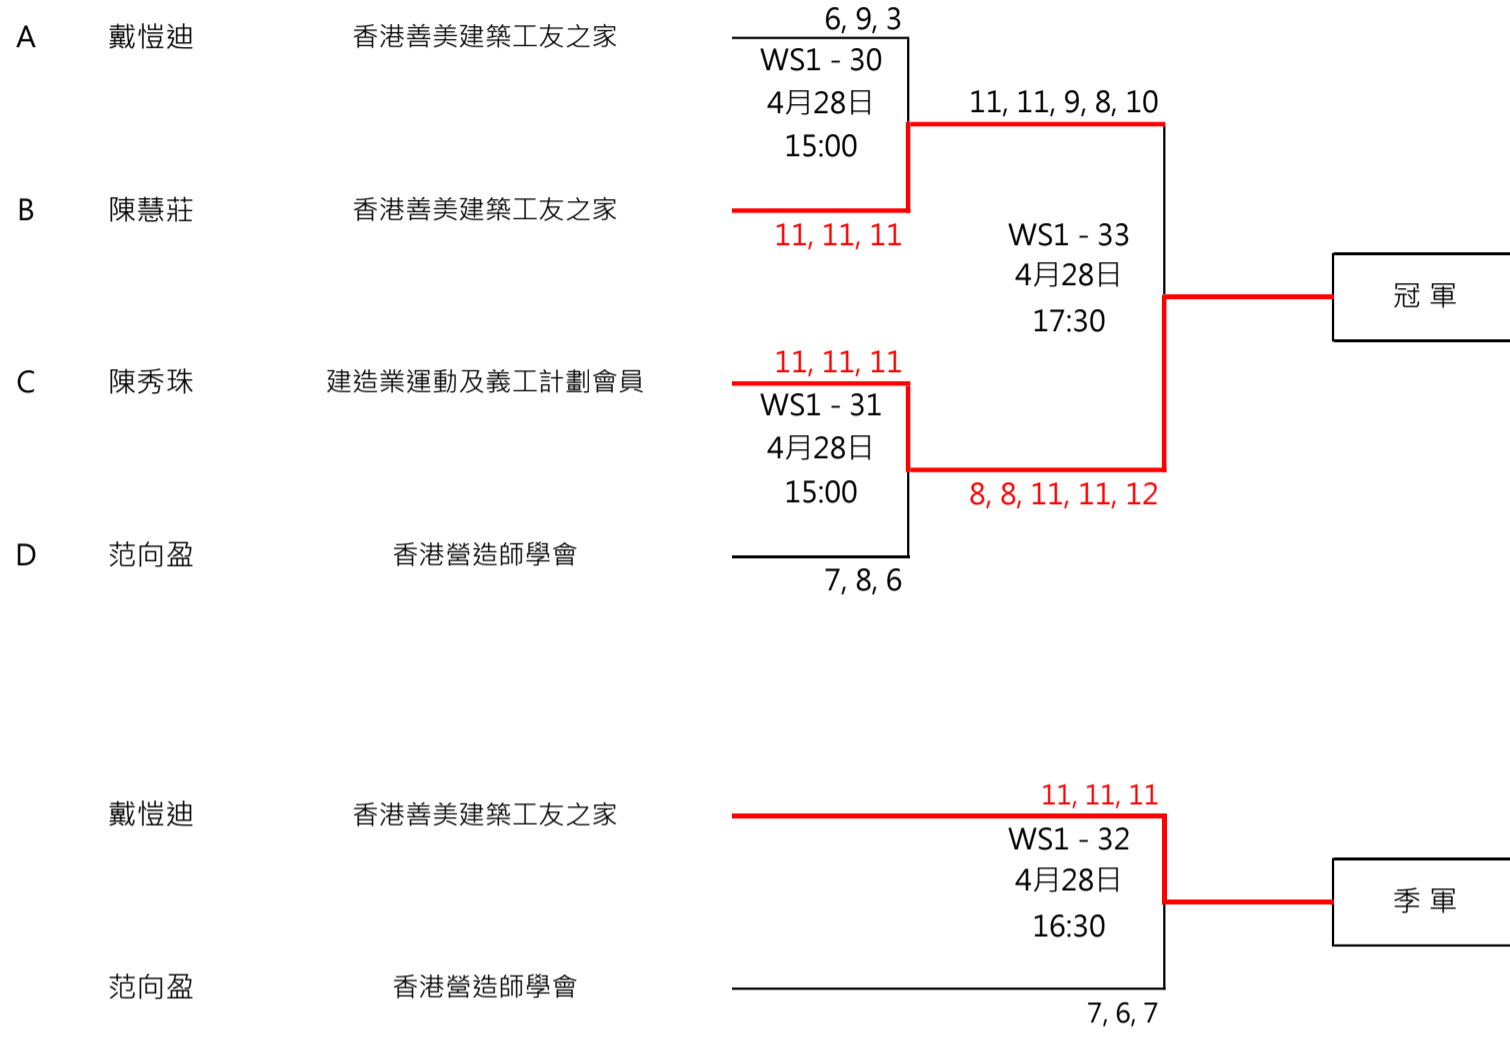 6, 9, 3
A 戴愷迪 香港善美建築工友之家
WS1 - 30
4月28日
11, 11, 9, 8, 10
15:00
B 陳慧莊 香港善美建築工友之家
11, 11, 11
WS1 - 33
4月28日
17:30
冠 軍
11, 11, 11
C 陳秀珠 建造業運動及義工計劃會員
WS1 - 31
4月28日
15:00
8, 8, 11, 11, 12
D 范向盈 香港營造師學會
7, 8, 6
11, 11, 11
戴愷迪 香港善美建築工友之家
WS1 - 32
4月28日
16:30
季 軍
范向盈 香港營造師學會
7, 6, 7